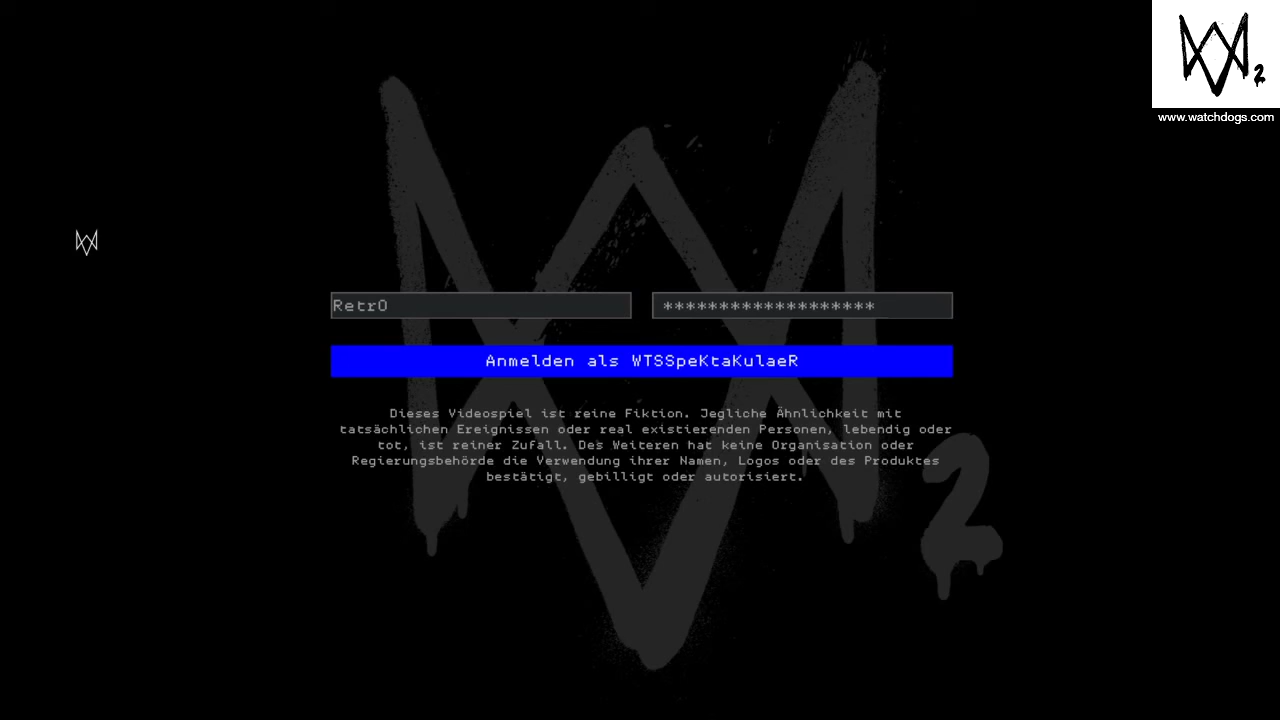 2
www.watchdogs.com
RetrO
*******************
Anmelden als WTSSpeKtaKulaeR
Dieses Videospiel ist reine Fiktion. Jegliche Ähnlichkeit mit
tatsächlichen Ereignissen oder real existierenden Personen, lebendig oder
tot, ist reiner Zufall. Des Weiteren hat keine Organisation oder
Regierungsbehörde die Verwendung ihrer Namen, Logos oder des Produktes
bestätigt, gebilligt oder autorisiert.
2